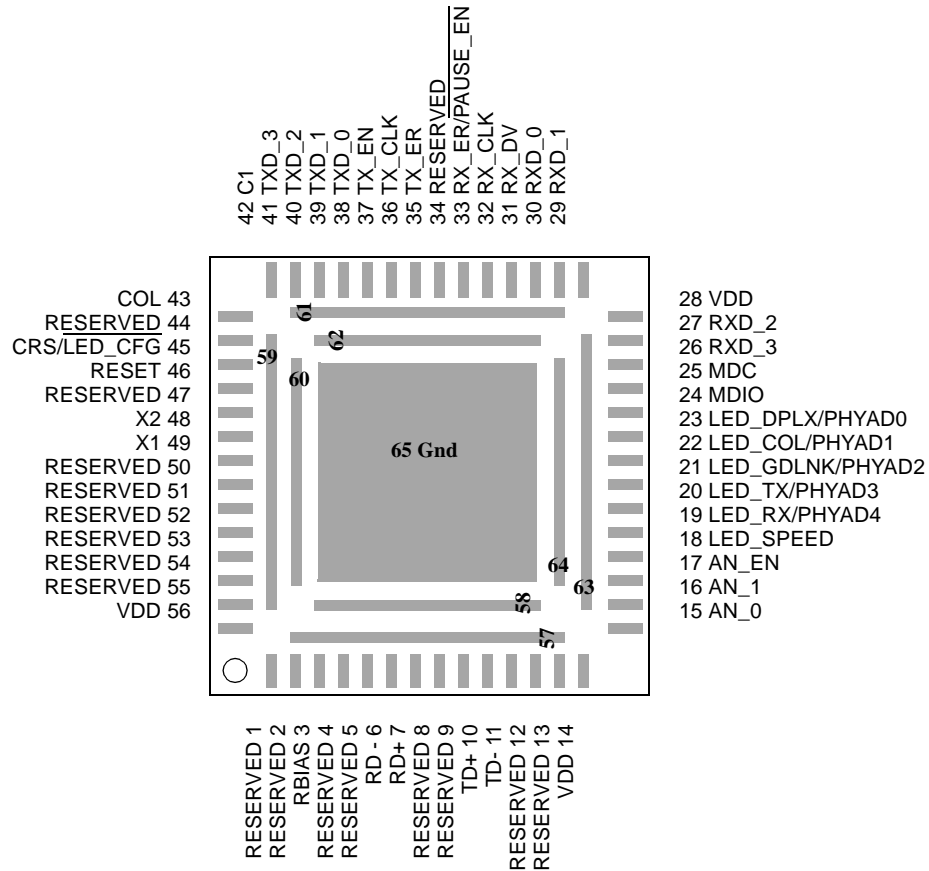 42 C1
41 TXD_3
40 TXD_2
39 TXD_1
38 TXD_0
37 TX_EN
36 TX_CLK
35 TX_ER
34 RESERVED
33 RX_ER/PAUSE_EN
32 RX_CLK
31 RX_DV
30 RXD_0
29 RXD_1
COL 43
RESERVED 44
CRS/LED_CFG 45
RESET 46
RESERVED 47
X2 48
X1 49
RESERVED 50
RESERVED 51
RESERVED 52
RESERVED 53
RESERVED 54
RESERVED 55
VDD 56
61
62
59
60
65 Gnd
64
63
58
57
28 VDD
27 RXD_2
26 RXD_3
25 MDC
24 MDIO
23 LED_DPLX/PHYAD0
22 LED_COL/PHYAD1
21 LED_GDLNK/PHYAD2
20 LED_TX/PHYAD3
19 LED_RX/PHYAD4
18 LED_SPEED
17 AN_EN
16 AN_1
15 AN_0
RESERVED 1
RESERVED 2
RBIAS 3
RESERVED 4
RESERVED 5
RD - 6
RD+ 7
RESERVED 8
RESERVED 9
TD+ 10
TD- 11
RESERVED 12
RESERVED 13
VDD 14